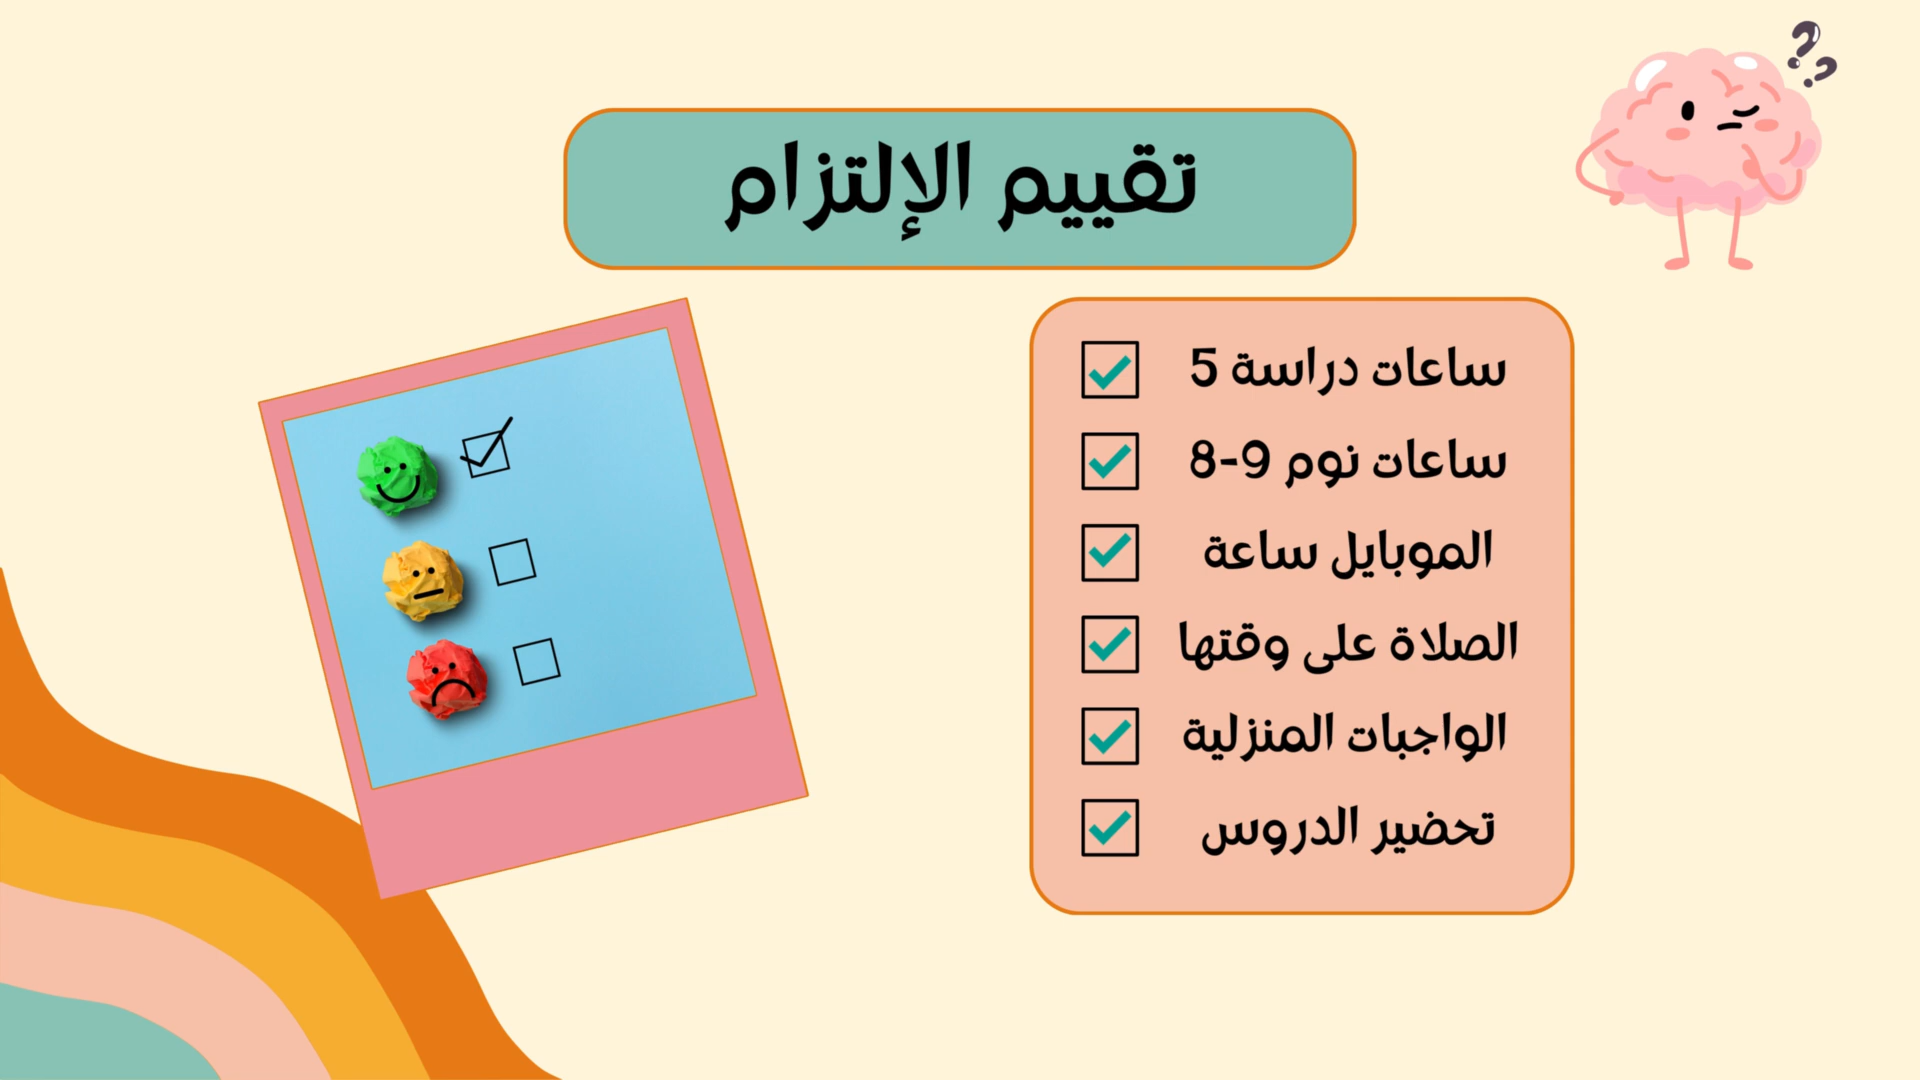 تقييم الإلتزام
ساعات دراسة 5
ساعات نوم 9-8
الموبايل ساعة
الصلاة على وقتها
الواجبات المنزلية
تحضير الدروس
??